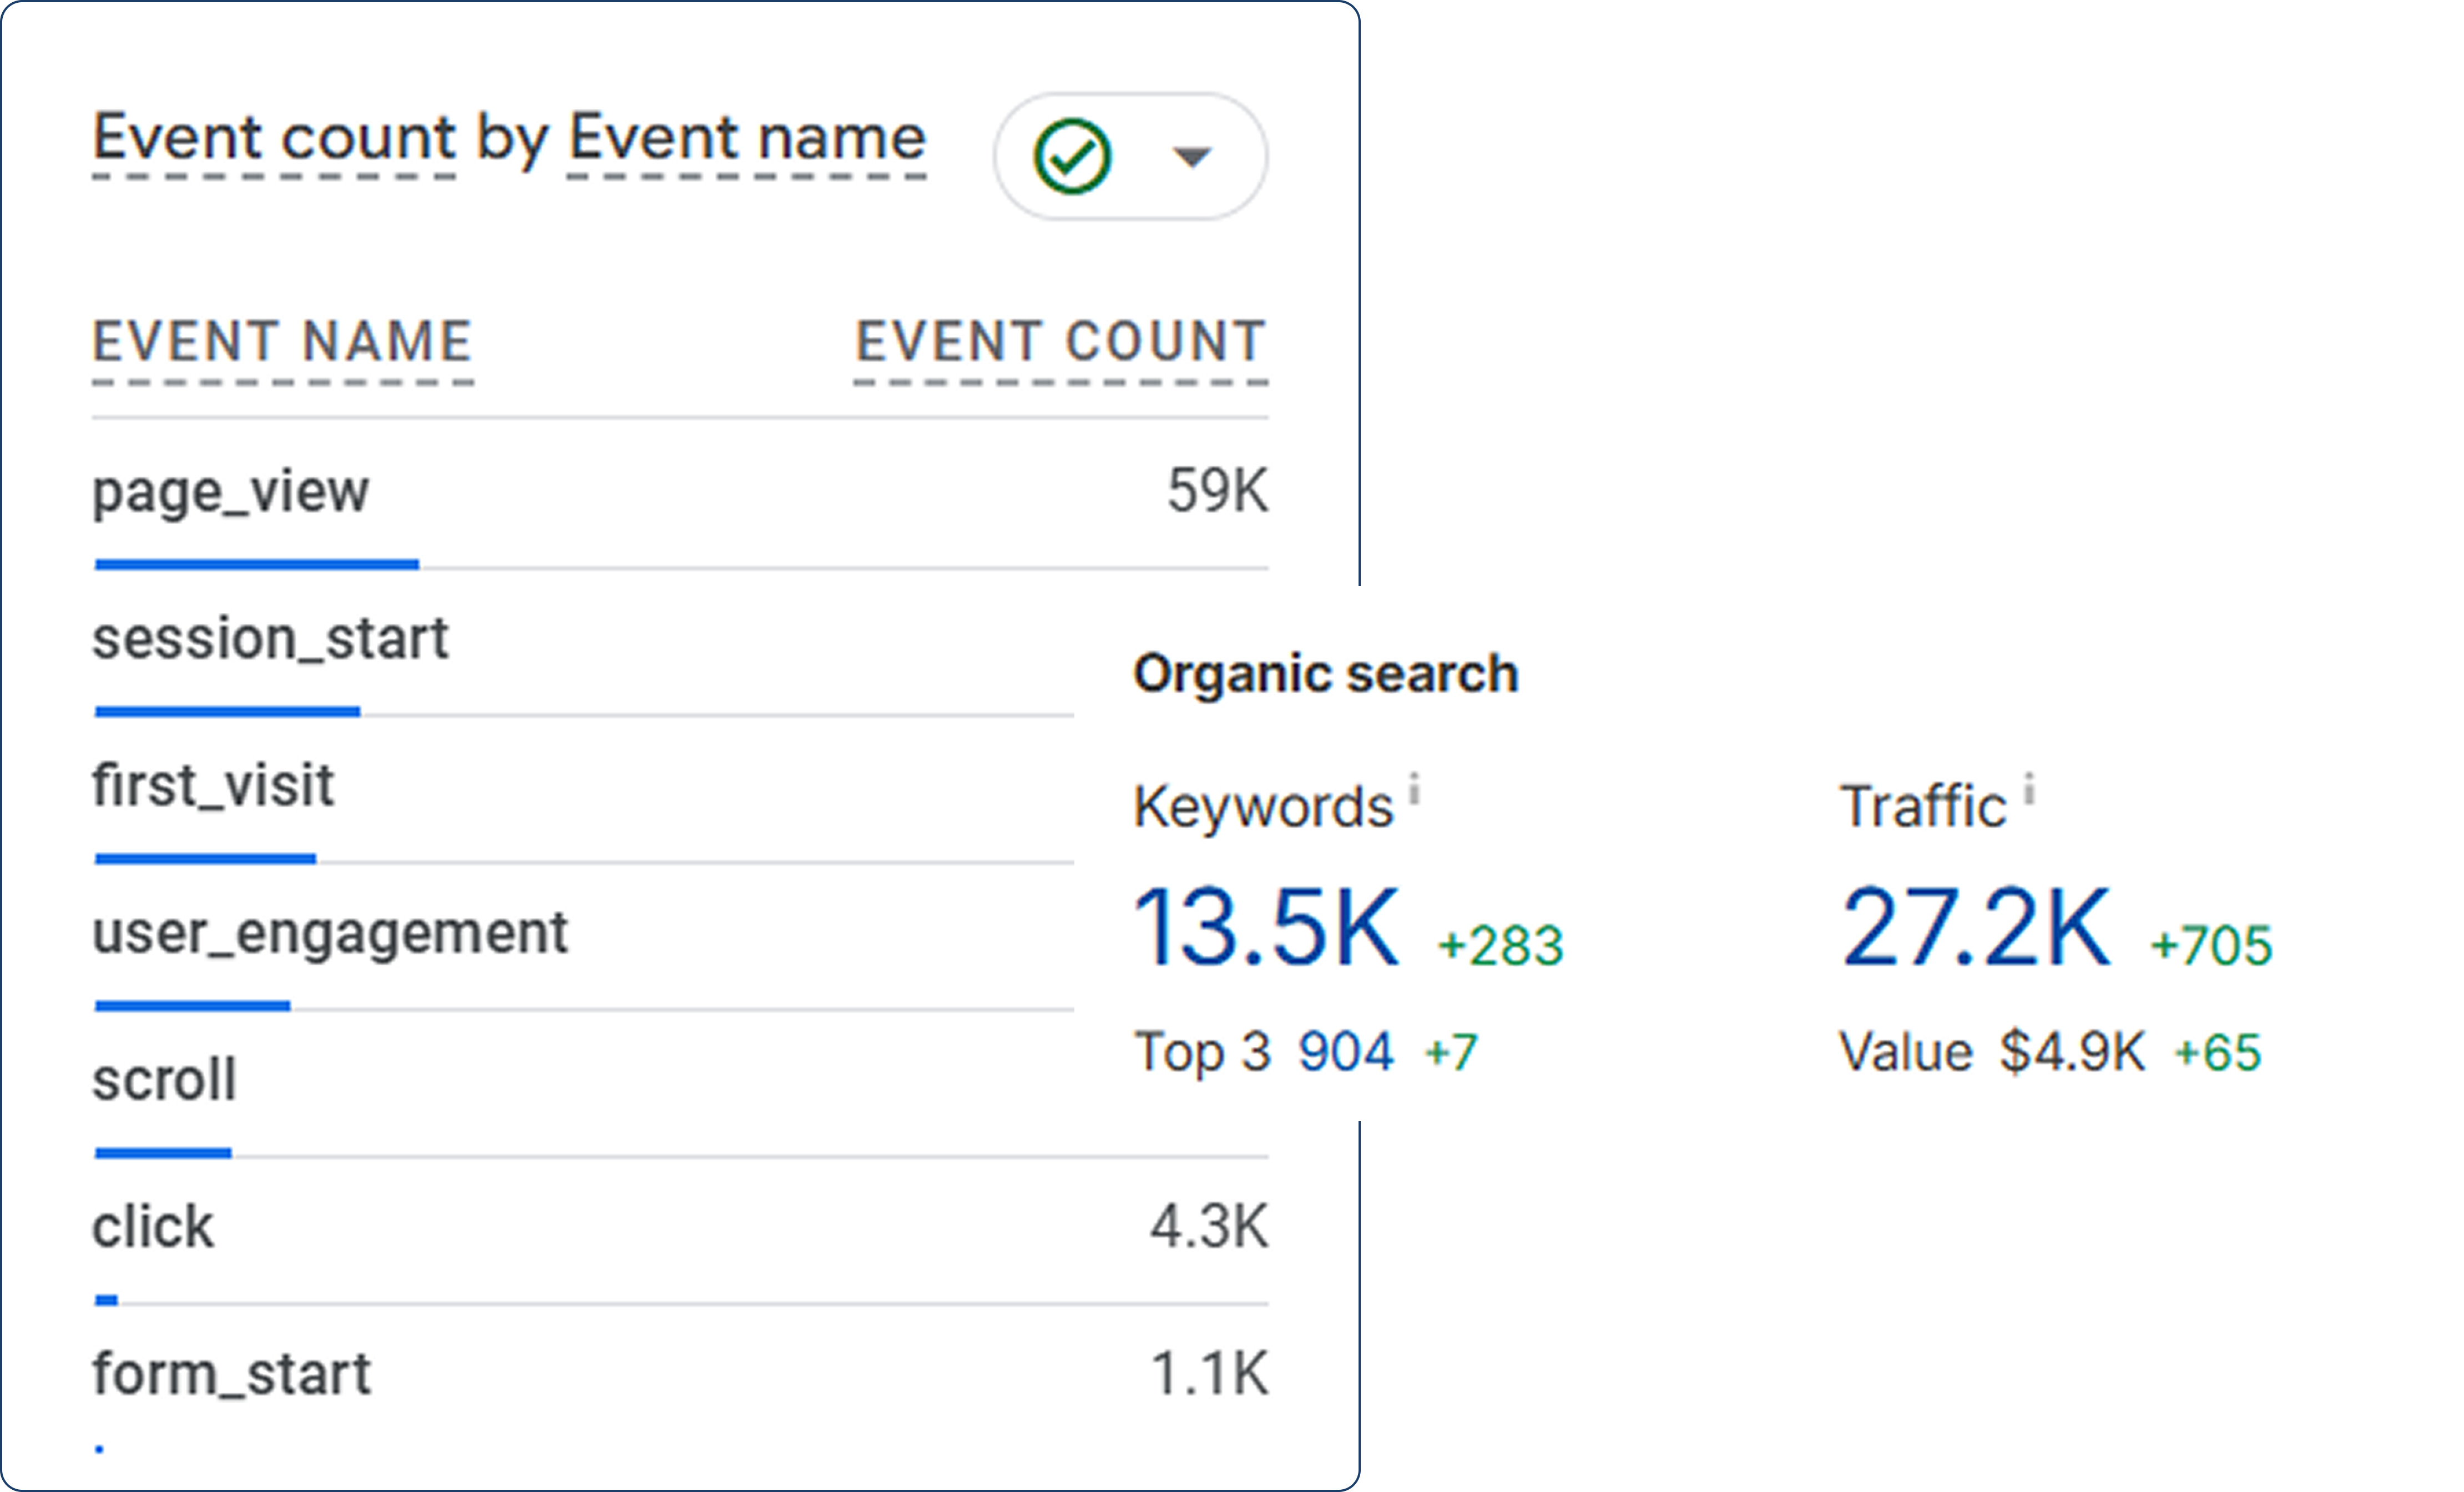 Event count by Event name
EVENT NAME EVENT COUNT
page_view 59K
session_start
first_visit
user_engagement
scroll
click 4.3K
form_start 1.1K
Organic search
Keywords i Traffic i
13.5K +283 27.2K +705
Top 3 904 +7 Value $4.9K +65